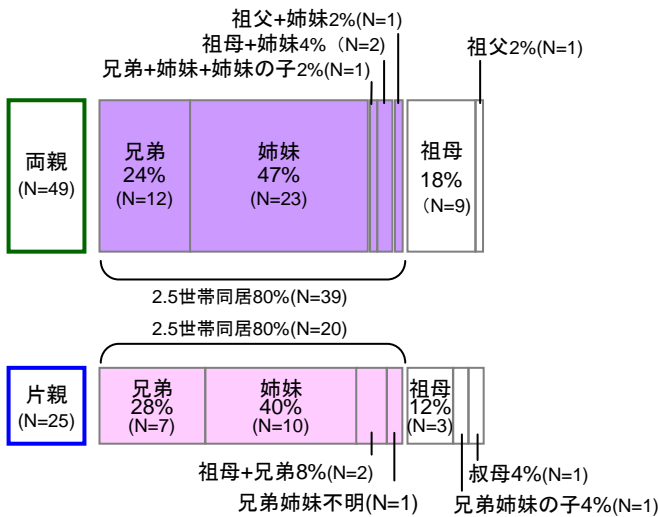 祖父+姉妹2%(N=1)
祖母+姉妹4%（N=2)
兄弟+姉妹+姉妹の子2%(N=1)
祖父2%(N=1)
両親
(N=49)
兄弟
24%
(N=12)
姉妹
47%
(N=23)
祖母
18%
（N=9)
2.5世帯同居80%(N=39)
2.5世帯同居80%(N=20)
片親
(N=25)
兄弟
28%
(N=7)
姉妹
40%
(N=10)
祖母
12%
(N=3)
祖母+兄弟8%(N=2)
叔母4%(N=1)
兄弟姉妹不明(N=1)
兄弟姉妹の子4%(N=1)